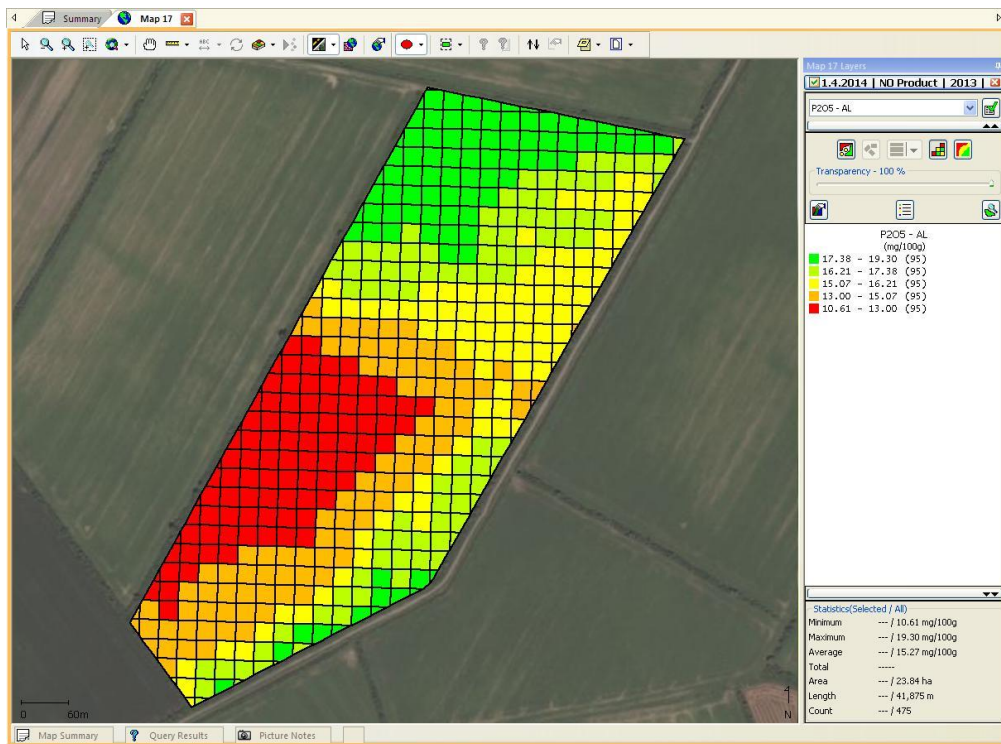 Summary
Map 17
Map 17 Layers
1.4.2014 | NO Product | 2013 |
P2O5 - AL
Transparency - 100 %
P2O5 - AL
(mg/100g)
17.38 - 19.30 (95)
16.21 - 17.38 (95)
15.07 - 16.21 (95)
13.00 - 15.07 (95)
10.61 - 13.00 (95)
Statistics(Selected / All)
Minimum --- / 10.61 mg/100g
Maximum --- / 19.30 mg/100g
Average --- / 15.27 mg/100g
Total -----
Area --- / 23.84 ha
Length --- / 41,875 m
Count --- / 475
0 60m
N
Map Summary
Query Results
Picture Notes